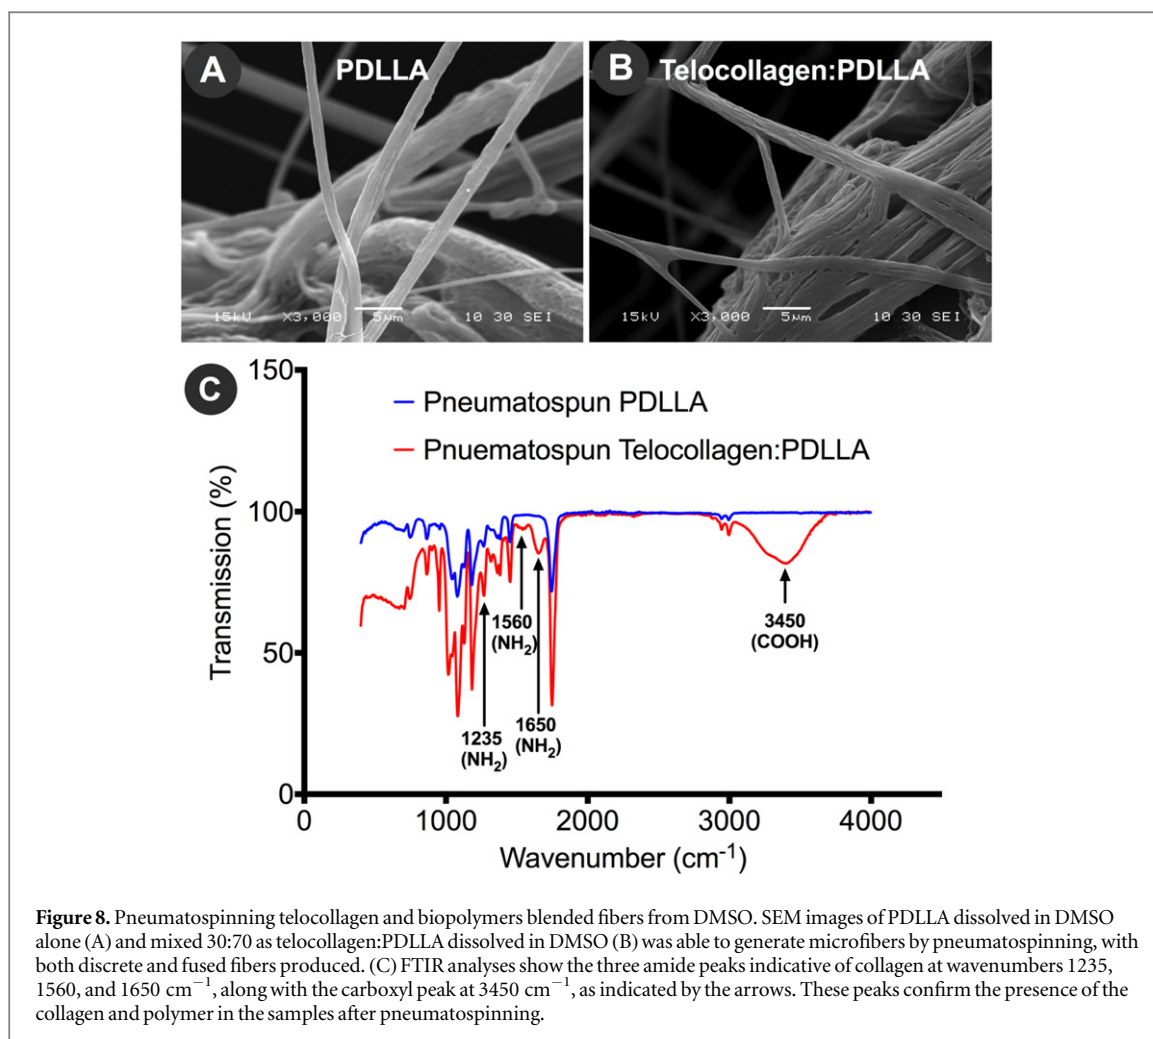 A
PDLLA
15kV X3,000 5µm 10 30 SEI
B
Telocollagen:PDLLA
15kV X3,000 5µm 10 30 SEI
C
150
100
50
0
Transmission (%)
Pneumatospun PDLLA
Pnuematospun Telocollagen:PDLLA
1560
(NH₂)
3450
(COOH)
1235
(NH₂)
1650
(NH₂)
0 1000 2000 3000 4000
Wavenumber (cm⁻¹)
Figure 8. Pneumatospinning telocollagen and biopolymers blended fibers from DMSO. SEM images of PDLLA dissolved in DMSO
alone (A) and mixed 30:70 as telocollagen:PDLLA dissolved in DMSO (B) was able to generate microfibers by pneumatospinning, with
both discrete and fused fibers produced. (C) FTIR analyses show the three amide peaks indicative of collagen at wavenumbers 1235,
1560, and 1650 cm⁻¹, along with the carboxyl peak at 3450 cm⁻¹, as indicated by the arrows. These peaks confirm the presence of the
collagen and polymer in the samples after pneumatospinning.